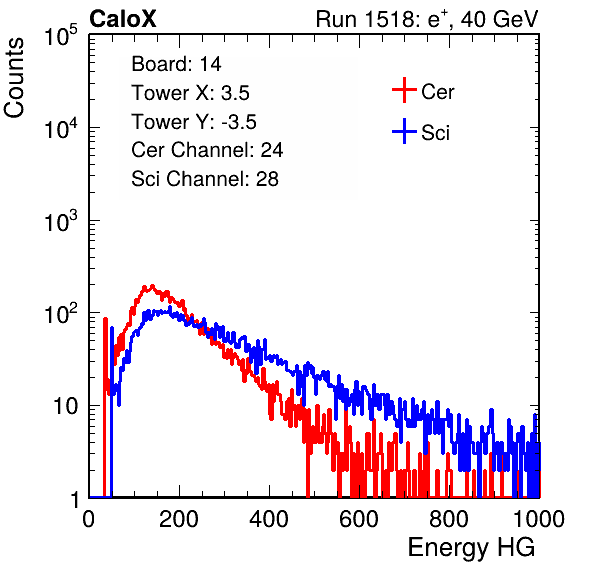 CaloX Run 1518: e⁺, 40 GeV
Counts
Board: 14
Tower X: 3.5
Tower Y: -3.5
Cer Channel: 24
Sci Channel: 28
Cer
Sci
10⁵
10⁴
10³
10²
10
1
0 200 400 600 800 1000
Energy HG